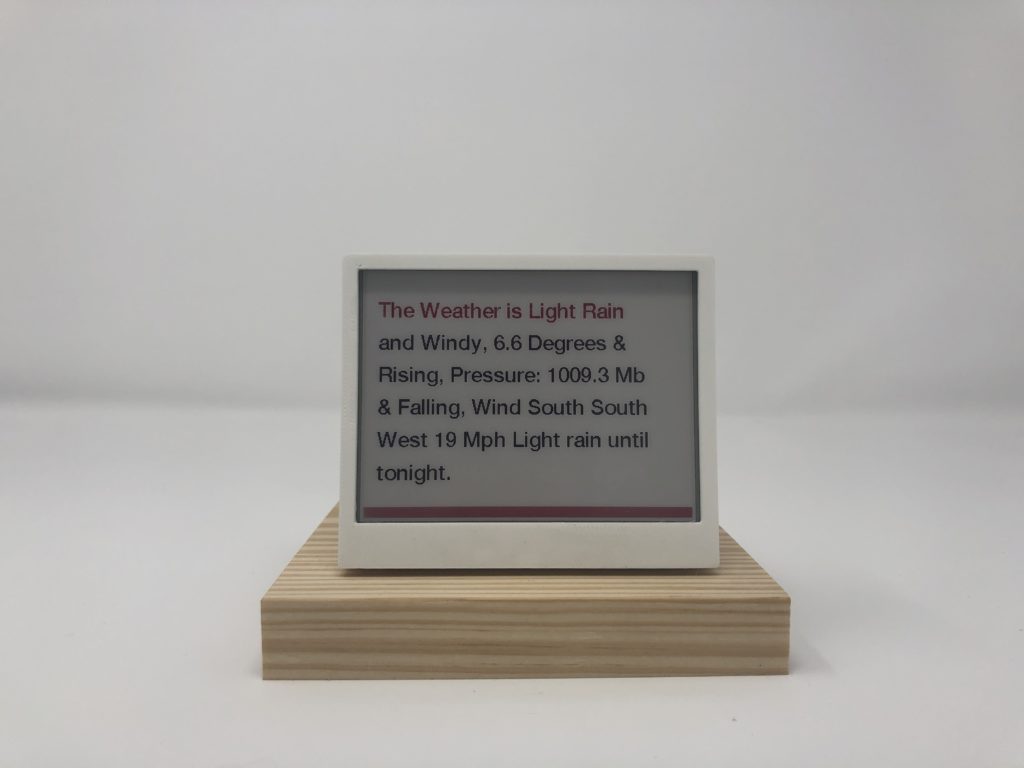 The Weather is Light Rain
and Windy, 6.6 Degrees &
Rising, Pressure: 1009.3 Mb
& Falling, Wind South South
West 19 Mph Light rain until
tonight.